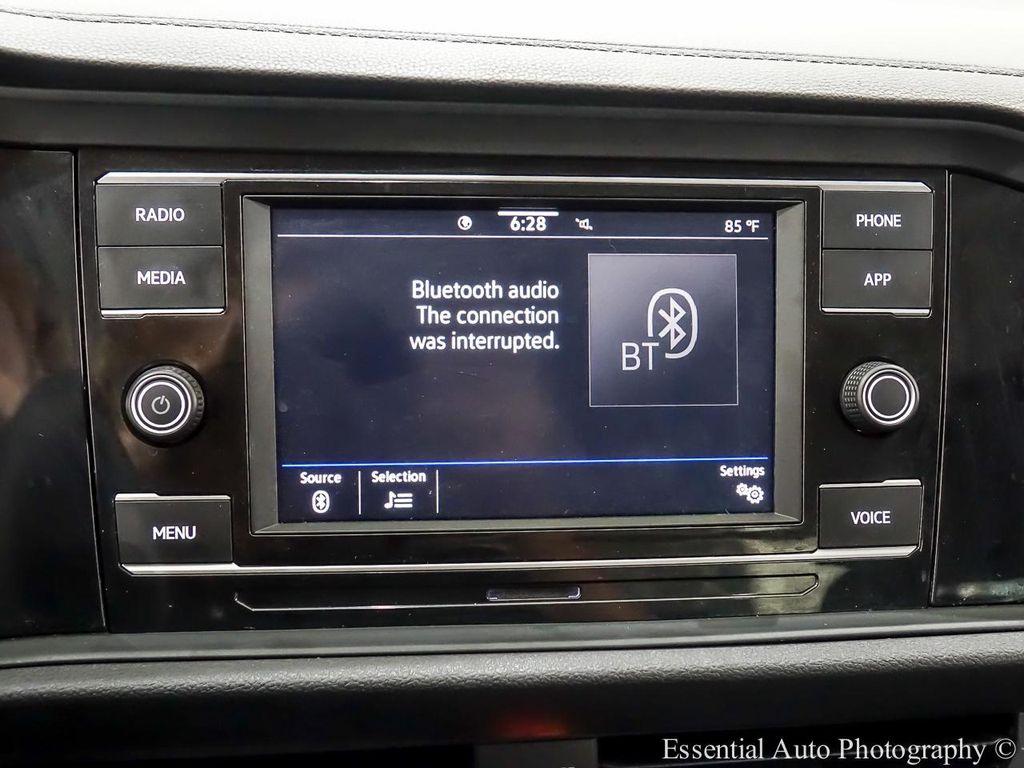 6:28
85 °F
RADIO
PHONE
MEDIA
APP
Bluetooth audio
The connection
was interrupted.
BT
Source
Selection
Settings
MENU
VOICE
Essential Auto Photography ©